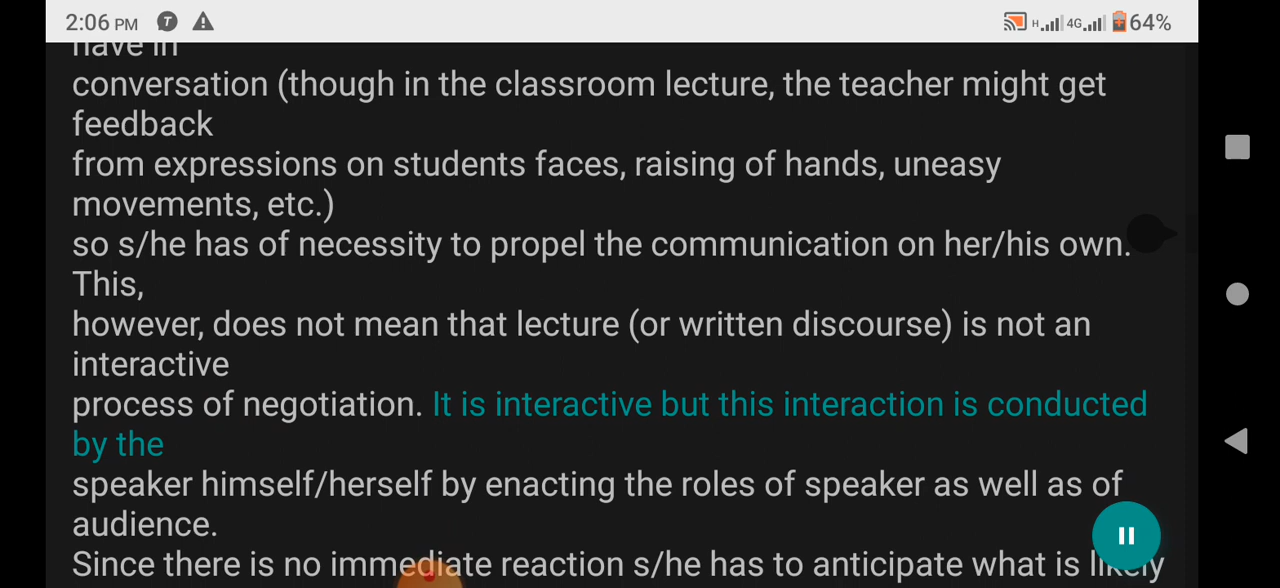 2:06 PM T H 4G 64%
have in
conversation (though in the classroom lecture, the teacher might get
feedback
from expressions on students faces, raising of hands, uneasy
movements, etc.)
so s/he has of necessity to propel the communication on her/his own.
This,
however, does not mean that lecture (or written discourse) is not an
interactive
process of negotiation. It is interactive but this interaction is conducted
by the
speaker himself/herself by enacting the roles of speaker as well as of
audience.
Since there is no immediate reaction s/he has to anticipate what is likely